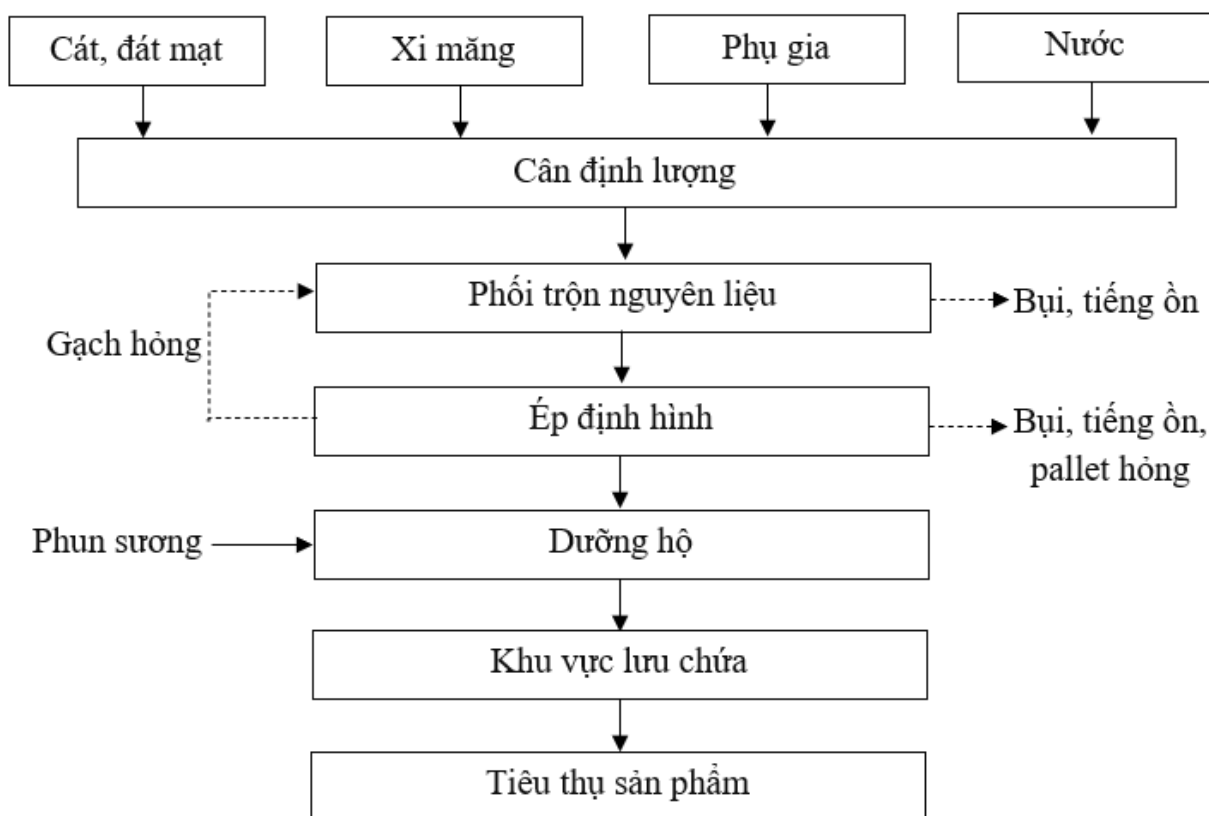 Cát, đát mạt
Xi măng
Phụ gia
Nước
Cân định lượng
Phối trộn nguyên liệu
Bụi, tiếng ồn
Gạch hỏng
Ép định hình
Bụi, tiếng ồn,
pallet hỏng
Phun sương
Dưỡng hộ
Khu vực lưu chứa
Tiêu thụ sản phẩm